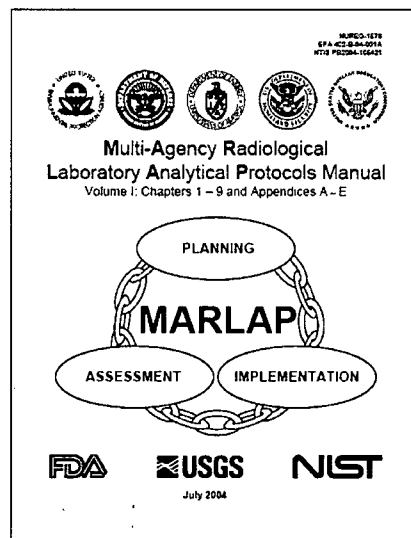 NUREG-1576
EPA 402-B-04-001A
NTIS PB2004-105421
Multi-Agency Radiological
Laboratory Analytical Protocols Manual
Volume I: Chapters 1 – 9 and Appendices A – E
PLANNING
MARLAP
ASSESSMENT
IMPLEMENTATION
FDA
USGS
NIST
July 2004